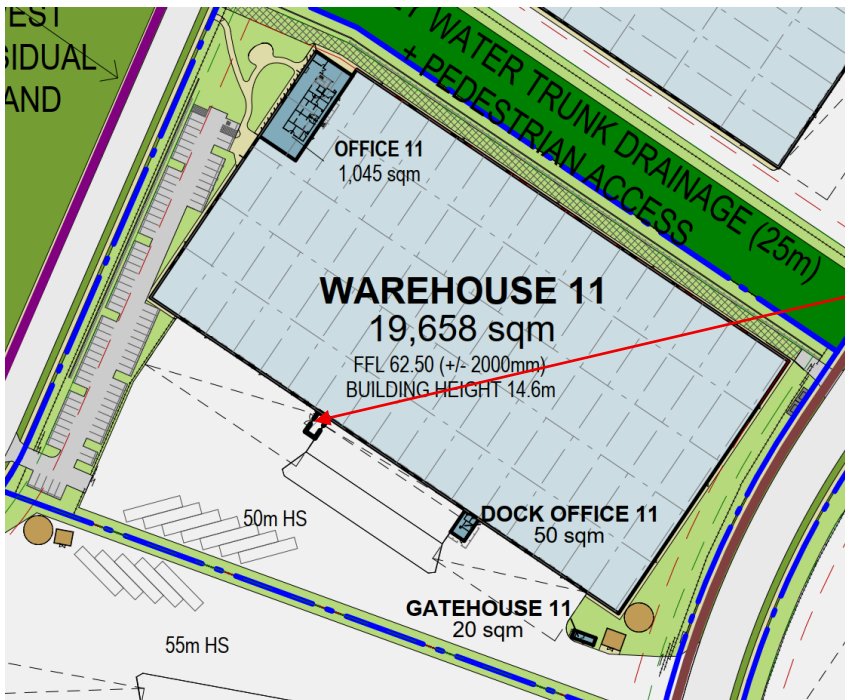 EST
SIDUAL
AND
WATER TRUNK DRAINAGE (25m)
+ PEDESTRIAN ACCESS
OFFICE 11
1,045 sqm
WAREHOUSE 11
19,658 sqm
FFL 62.50 (+/- 2000mm)
BUILDING HEIGHT 14.6m
50m HS
DOCK OFFICE 11
50 sqm
GATEHOUSE 11
20 sqm
55m HS